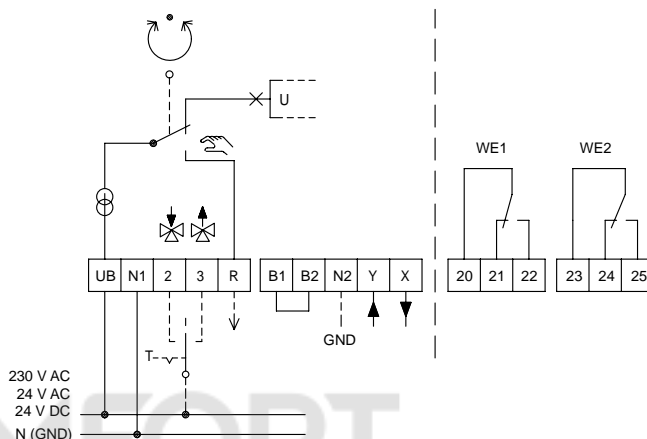 U
WE1 WE2
UB N1 2 3 R B1 B2 N2 Y X 20 21 22 23 24 25
GND
T
230 V AC
24 V AC
24 V DC
N (GND)